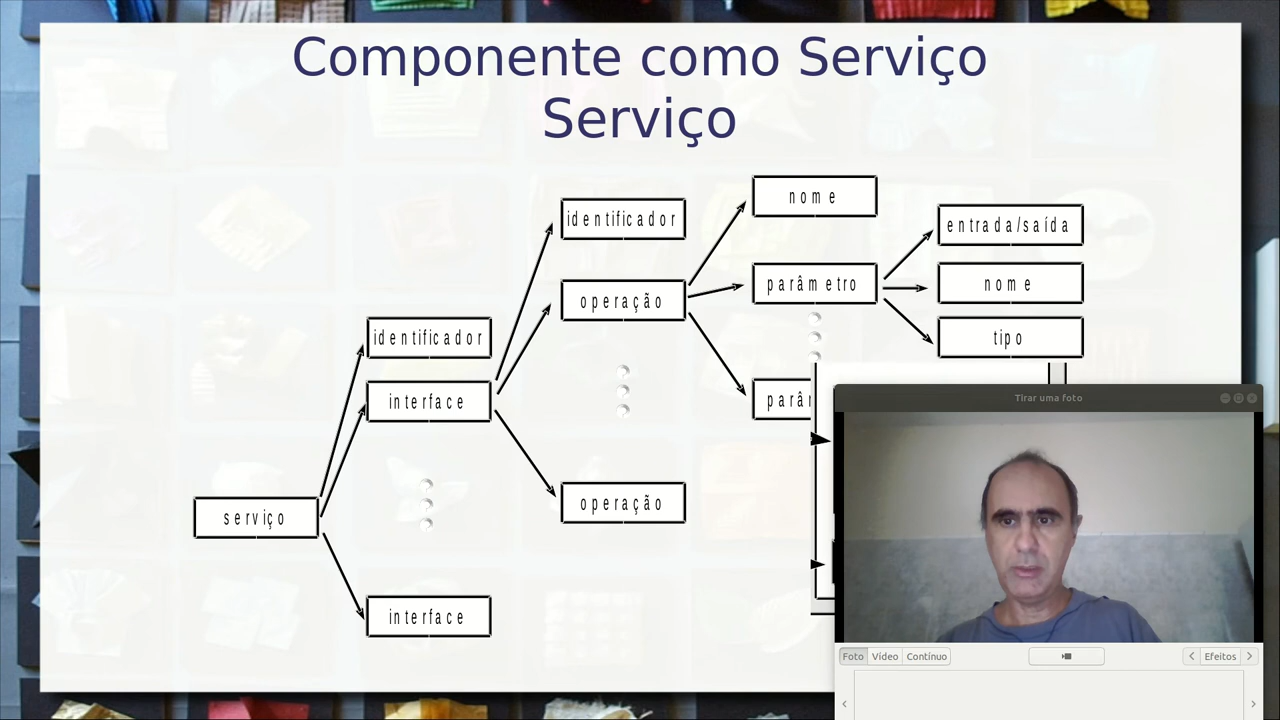 Componente como Serviço
Serviço
nome
identificador
entrada/saída
parâmetro
nome
operação
identificador
tipo
interface
operação
serviço
interface
Tirar uma foto
Foto Vídeo Contínuo
Efeitos